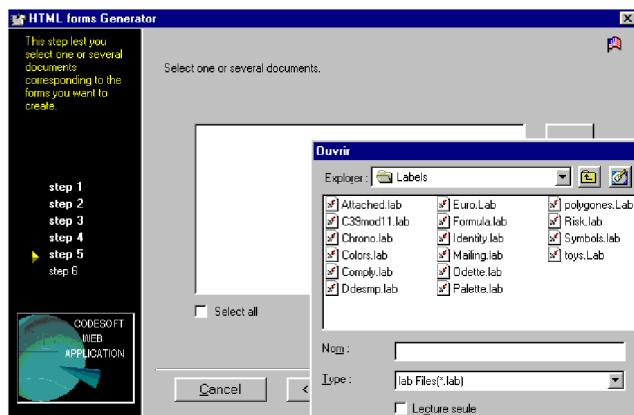 HTML forms Generator
This step lest you
select one or several
documents
corresponding to the
forms you want to
create.
Select one or several documents.
step 1
step 2
step 3
step 4
step 5
step 6
CODESOFT
WEB
APPLICATION
Select all
Cancel
<
Ouvrir
Explorer : Labels
Attached.lab
C39mod11.lab
Chrono.lab
Colors.lab
Comply.lab
Ddesmp.lab
Euro.Lab
Formula.lab
Identity.lab
Mailing.lab
Odette.lab
Palette.lab
polygones.Lab
Risk.lab
Symbols.lab
toys.Lab
Nom :
Type : lab Files(*.lab)
Lecture seule